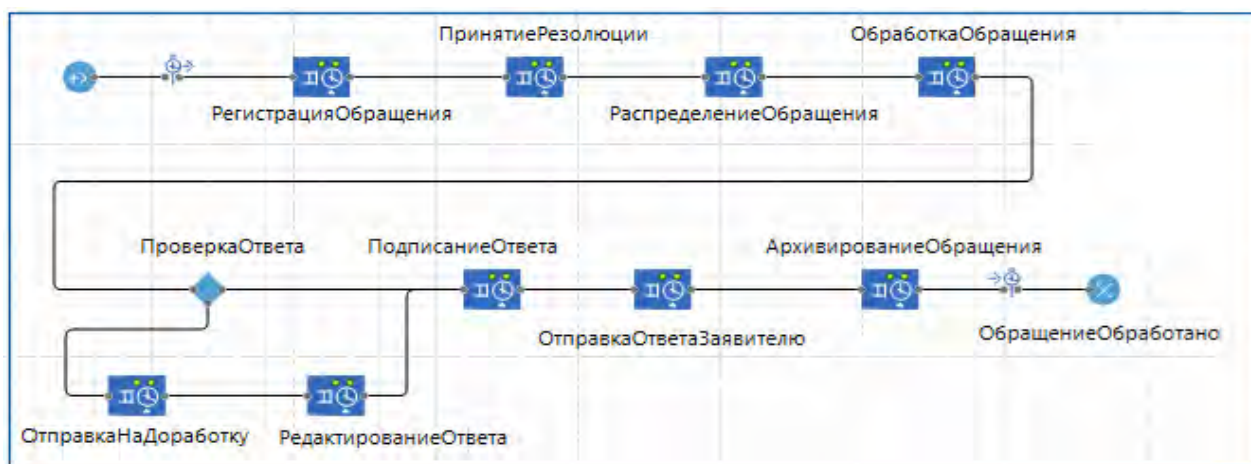 ПринятиеРезолюции
ОбработкаОбращения
РегистрацияОбращения
РаспределениеОбращения
ПроверкаОтвета
ПодписаниеОтвета
АрхивированиеОбращения
ОтправкаОтветаЗаявителю
ОбращениеОбработано
ОтправкаНаДоработку
РедактированиеОтвета